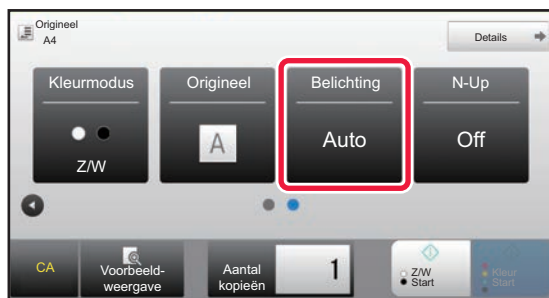 Origineel
A4
Details
Kleurmodus
Origineel
Belichting
N-Up
A
Auto
Off
Z/W
CA
Voorbeeld-
weergave
Aantal
kopieën
1
Z/W
Start
Kleur
Start